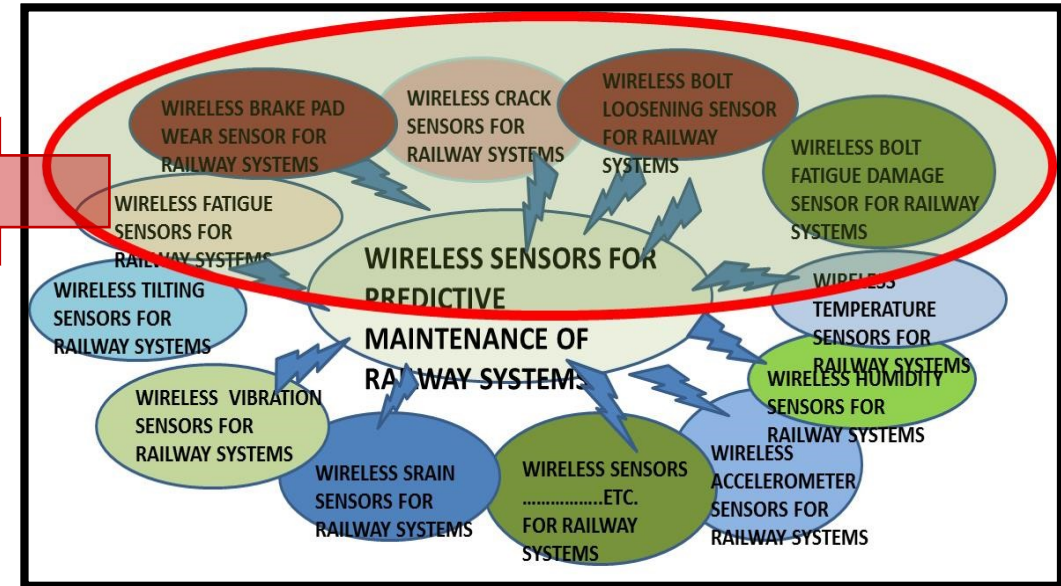 WIRELESS BRAKE PAD
WEAR SENSOR FOR
RAILWAY SYSTEMS
WIRELESS CRACK
SENSORS FOR
RAILWAY SYSTEMS
WIRELESS BOLT
LOOSENING SENSOR
FOR RAILWAY
SYSTEMS
WIRELESS BOLT
FATIGUE DAMAGE
SENSOR FOR RAILWAY
SYSTEMS
WIRELESS FATIGUE
SENSORS FOR
RAILWAY SYSTEMS
WIRELESS SENSORS FOR
PREDICTIVE
MAINTENANCE OF
RAILWAY SYSTEMS
WIRELESS TILTING
SENSORS FOR
RAILWAY SYSTEMS
WIRELESS
TEMPERATURE
SENSORS FOR
RAILWAY SYSTEMS
WIRELESS HUMIDITY
SENSORS FOR
RAILWAY SYSTEMS
WIRELESS VIBRATION
SENSORS FOR
RAILWAY SYSTEMS
WIRELESS SRAIN
SENSORS FOR
RAILWAY SYSTEMS
WIRELESS SENSORS
..................ETC.
FOR RAILWAY
SYSTEMS
WIRELESS
ACCELEROMETER
SENSORS FOR
RAILWAY SYSTEMS